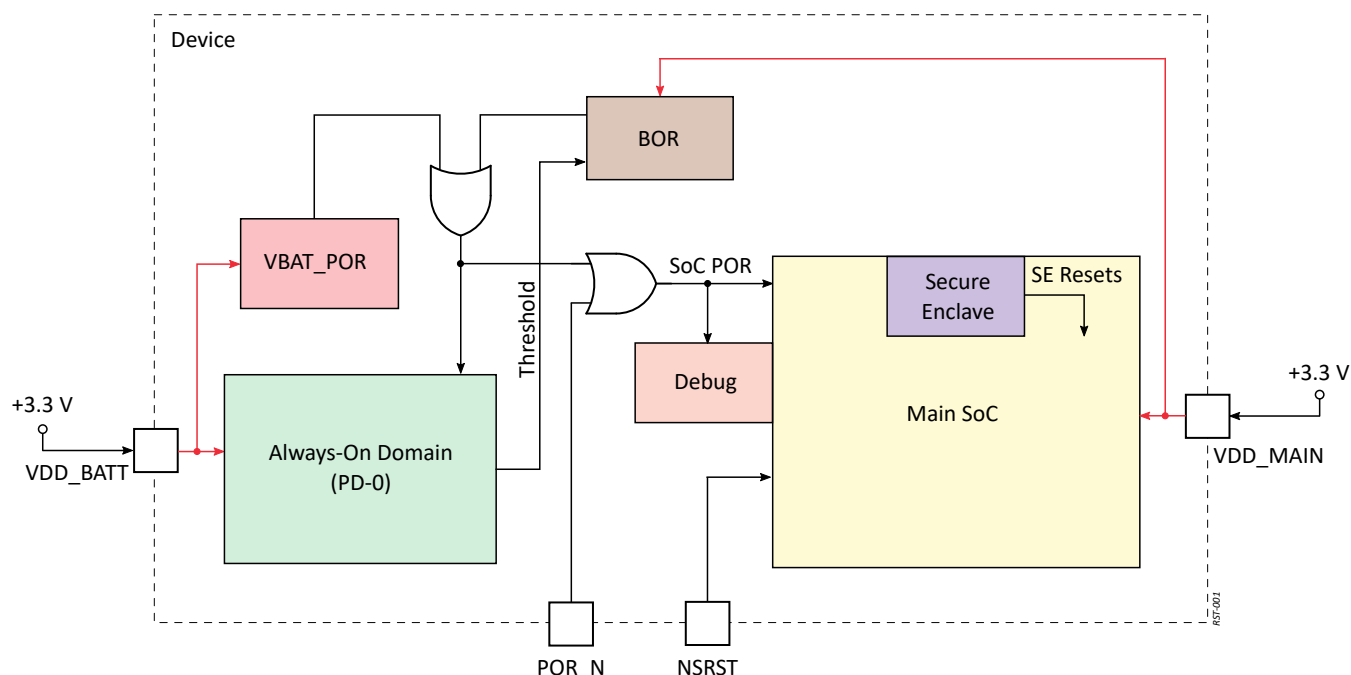 Device
BOR
VBAT_POR
SoC POR
Secure
Enclave
SE Resets
Threshold
Debug
+3.3 V
VDD_BATT
Always-On Domain
(PD-0)
Main SoC
+3.3 V
VDD_MAIN
RST-001
POR_N
NSRST